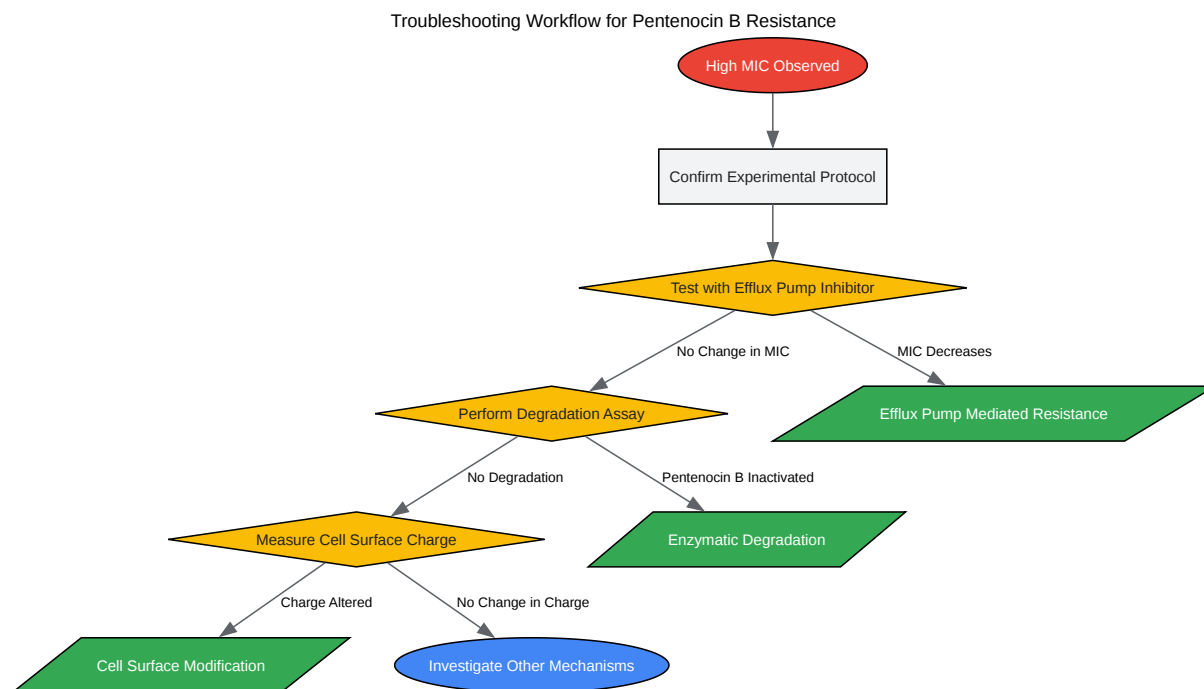 Troubleshooting Workflow for Pentenocin B Resistance
High MIC Observed
Confirm Experimental Protocol
Test with Efflux Pump Inhibitor
No Change in MIC
MIC Decreases
Perform Degradation Assay
Efflux Pump Mediated Resistance
No Degradation
Pentenocin B Inactivated
Measure Cell Surface Charge
Enzymatic Degradation
Charge Altered
No Change in Charge
Cell Surface Modification
Investigate Other Mechanisms